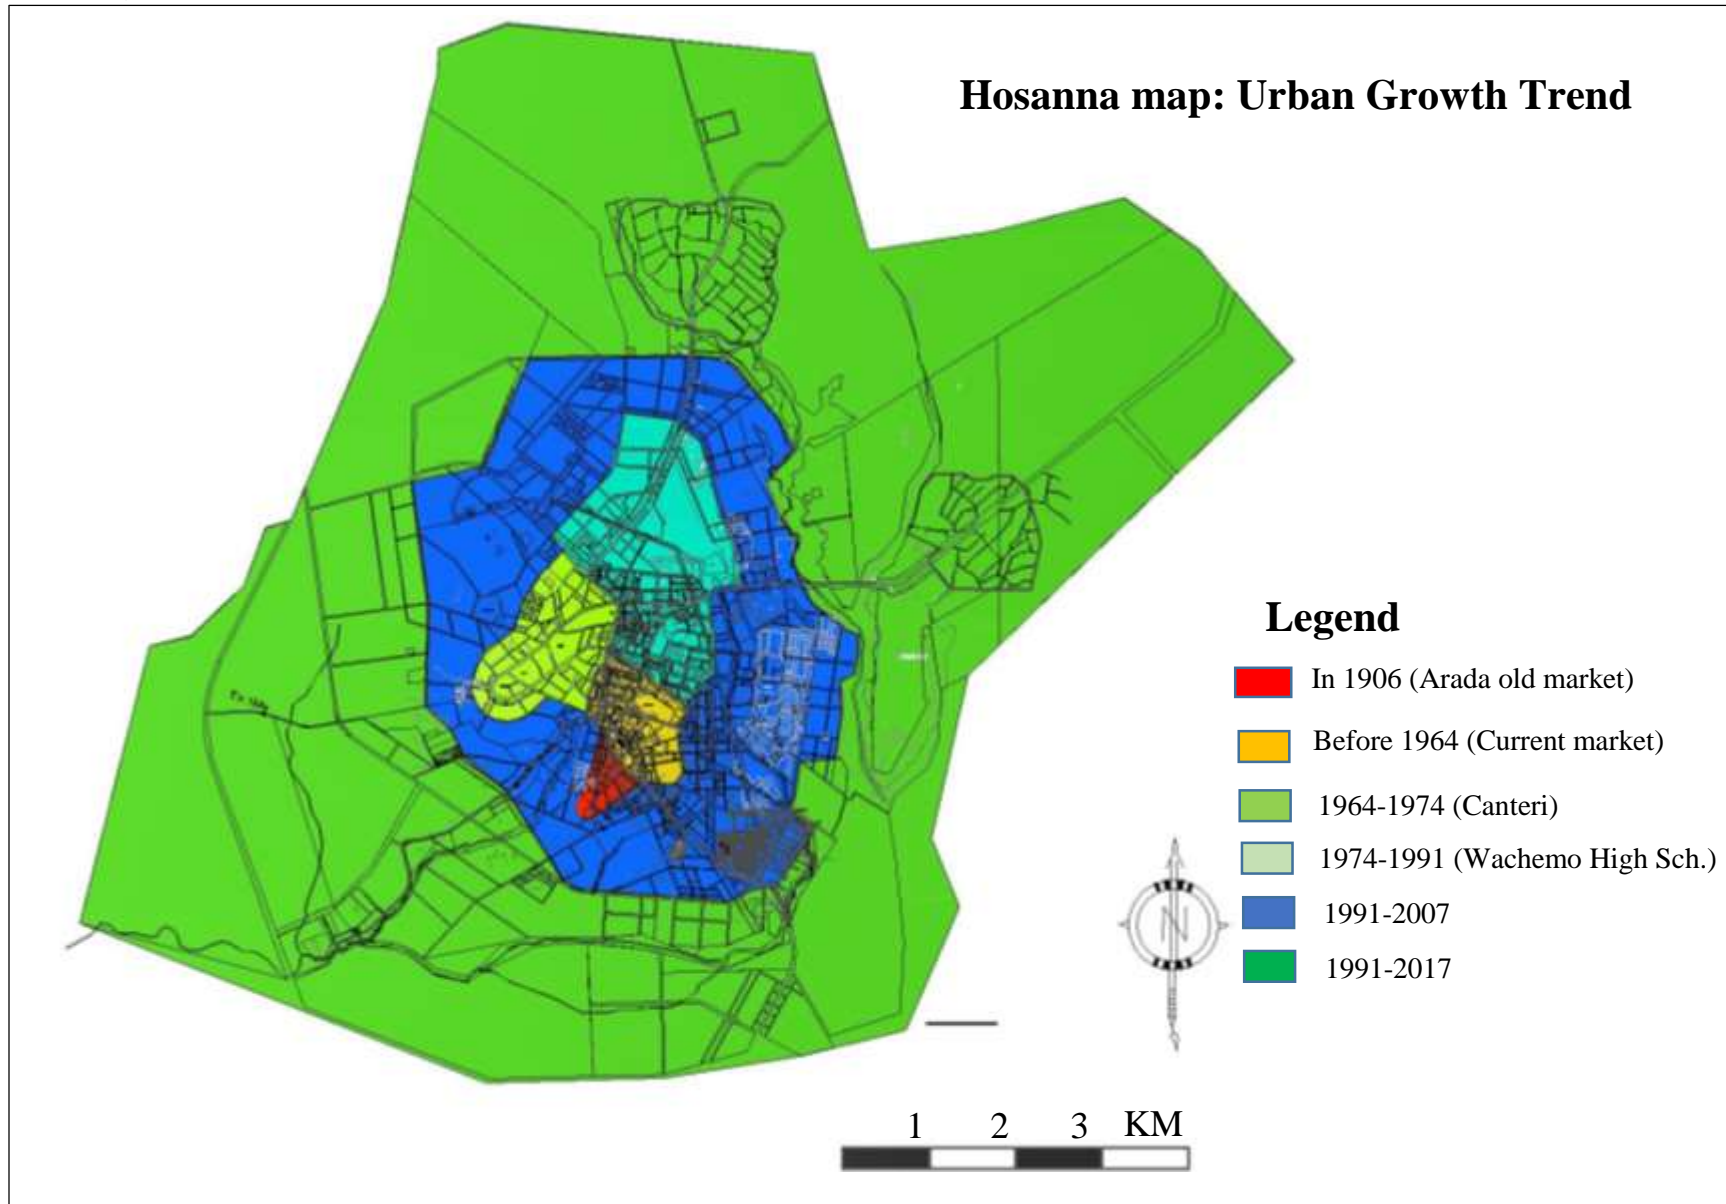 Hosanna map: Urban Growth Trend
Legend
In 1906 (Arada old market)
Before 1964 (Current market)
1964-1974 (Canteri)
1974-1991 (Wachemo High Sch.)
1991-2007
1991-2017
N
1 2 3 KM